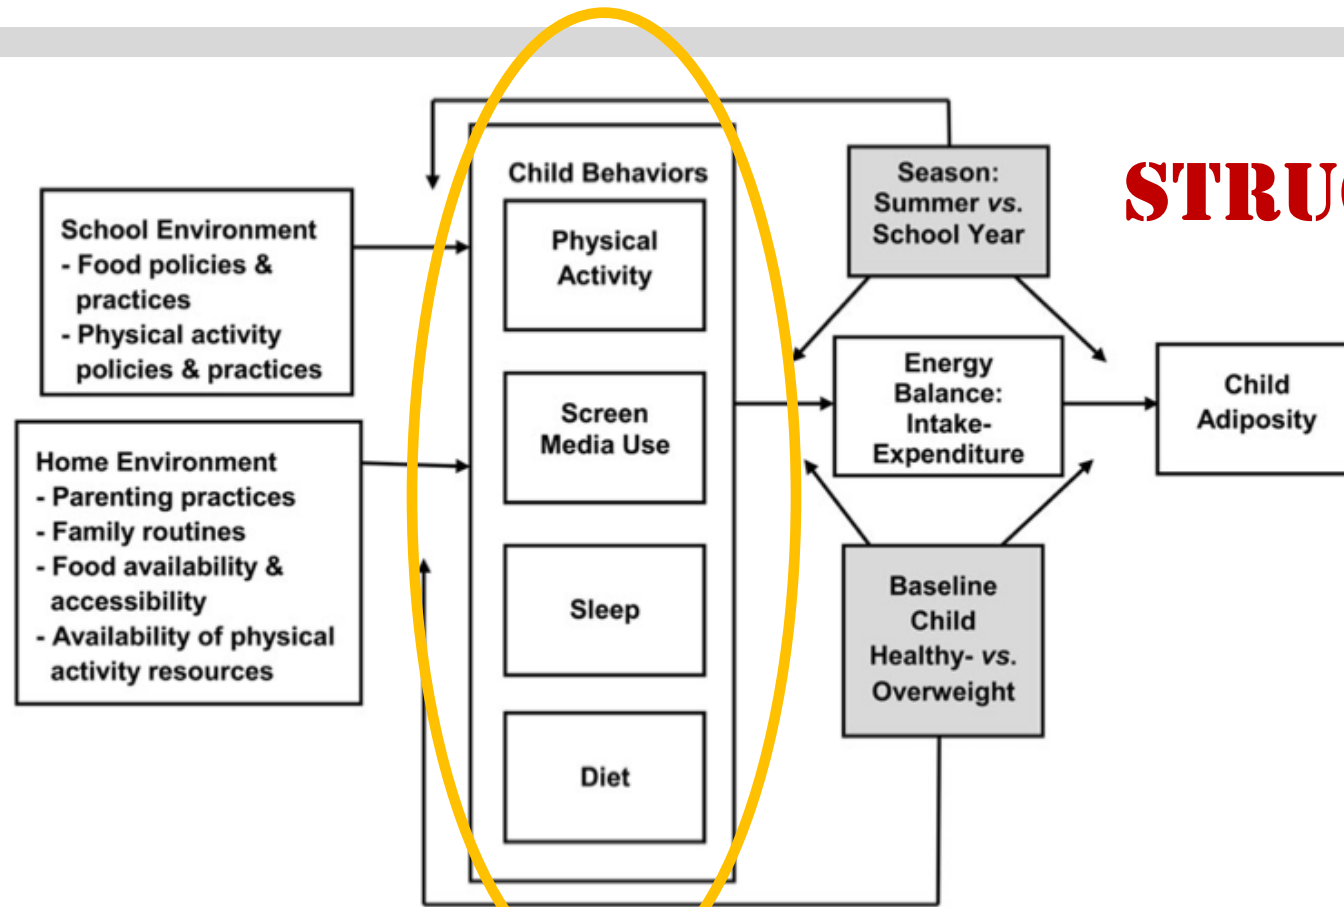 School Environment
- Food policies &
practices
- Physical activity
policies & practices
Home Environment
- Parenting practices
- Family routines
- Food availability &
accessibility
- Availability of physical
activity resources
Child Behaviors
Physical
Activity
Screen
Media Use
Sleep
Diet
Season:
Summer vs.
School Year
Energy
Balance:
Intake-
Expenditure
Baseline
Child
Healthy- vs.
Overweight
Child
Adiposity